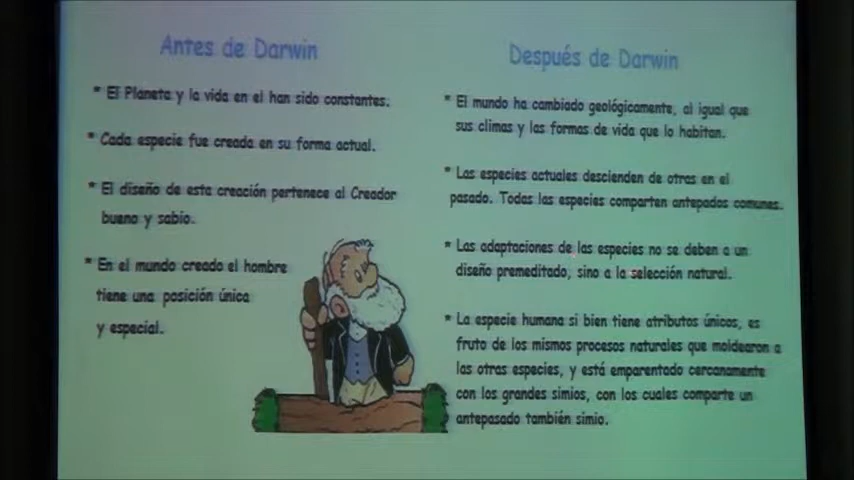 Antes de Darwin
* El Planeta y la vida en el han sido constantes.
* Cada especie fue creada en su forma actual.
* El diseño de esta creación pertenece al Creador
bueno y sabio.
* En el mundo creado el hombre
tiene una posición única
y especial.
Después de Darwin
* El mundo ha cambiado geológicamente, al igual que
sus climas y las formas de vida que lo habitan.
* Las especies actuales descienden de otras en el
pasado. Todas las especies comparten antepados comunes.
* Las adaptaciones de las especies no se deben a un
diseño premeditado, sino a la selección natural.
* La especie humana si bien tiene atributos únicos, es
fruto de los mismos procesos naturales que moldearon a
las otras especies, y está emparentado cercanamente
con los grandes simios, con los cuales comparte un
antepasado también simio.